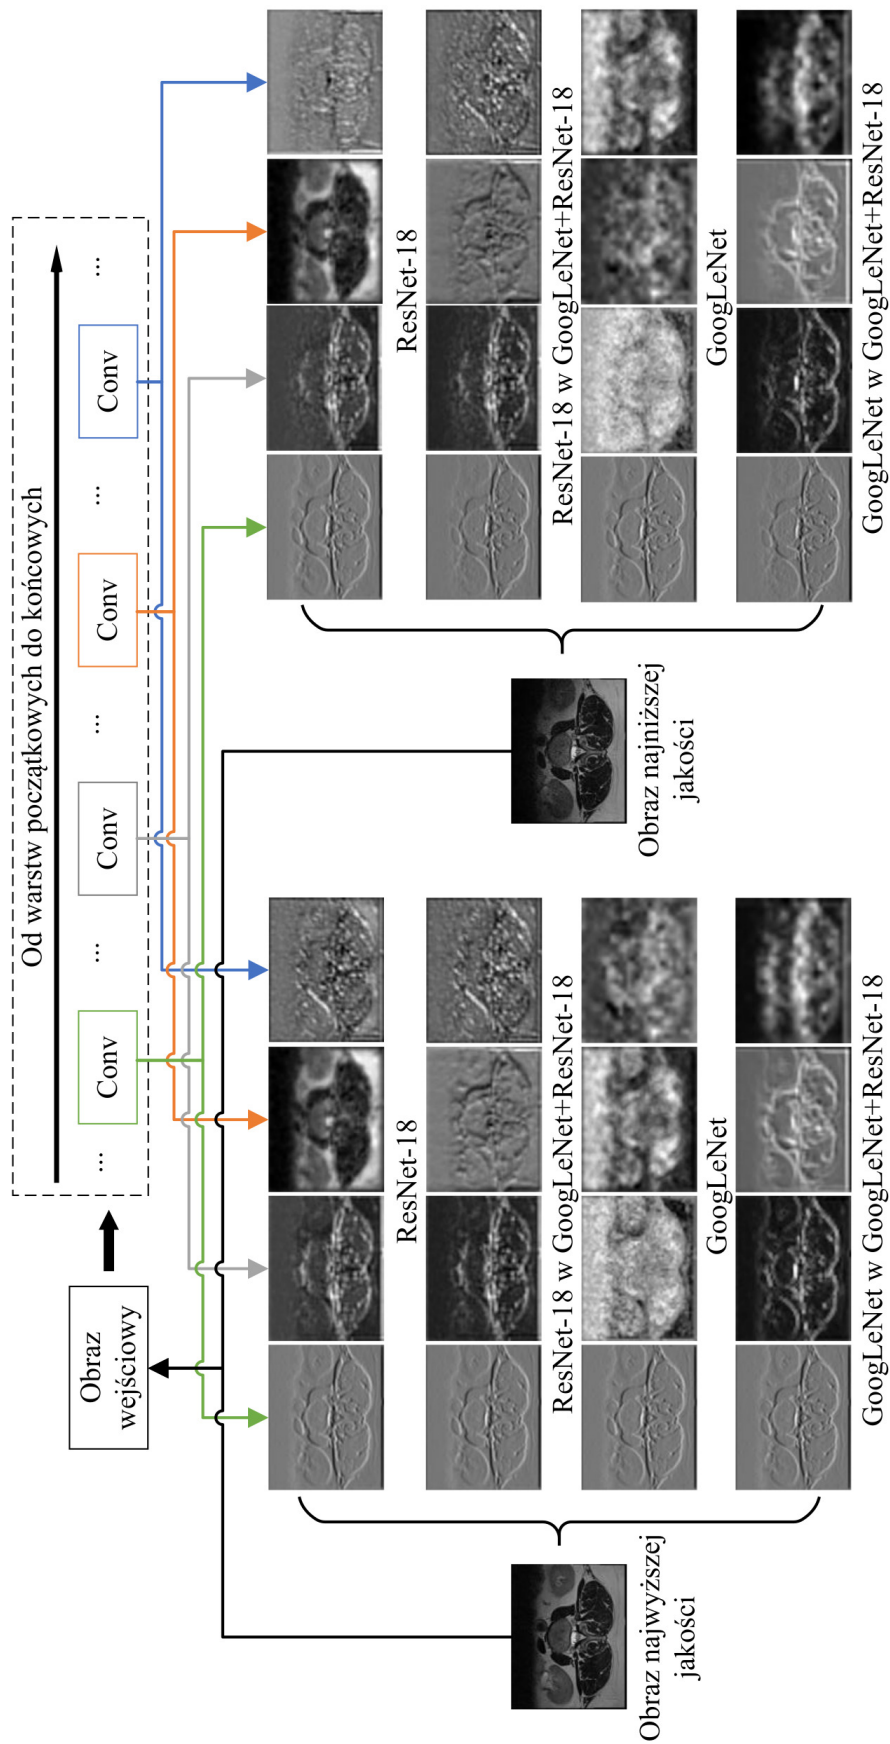 Od warstw początkowych do końcowych
Obraz
wejściowy
...
Conv
...
Conv
...
Conv
...
Conv
...
ResNet-18
ResNet-18
ResNet-18 w GoogLeNet+ResNet-18
ResNet-18 w GoogLeNet+ResNet-18
Obraz najwyższej
jakości
Obraz najniższej
jakości
GoogLeNet
GoogLeNet
GoogLeNet w GoogLeNet+ResNet-18
GoogLeNet w GoogLeNet+ResNet-18